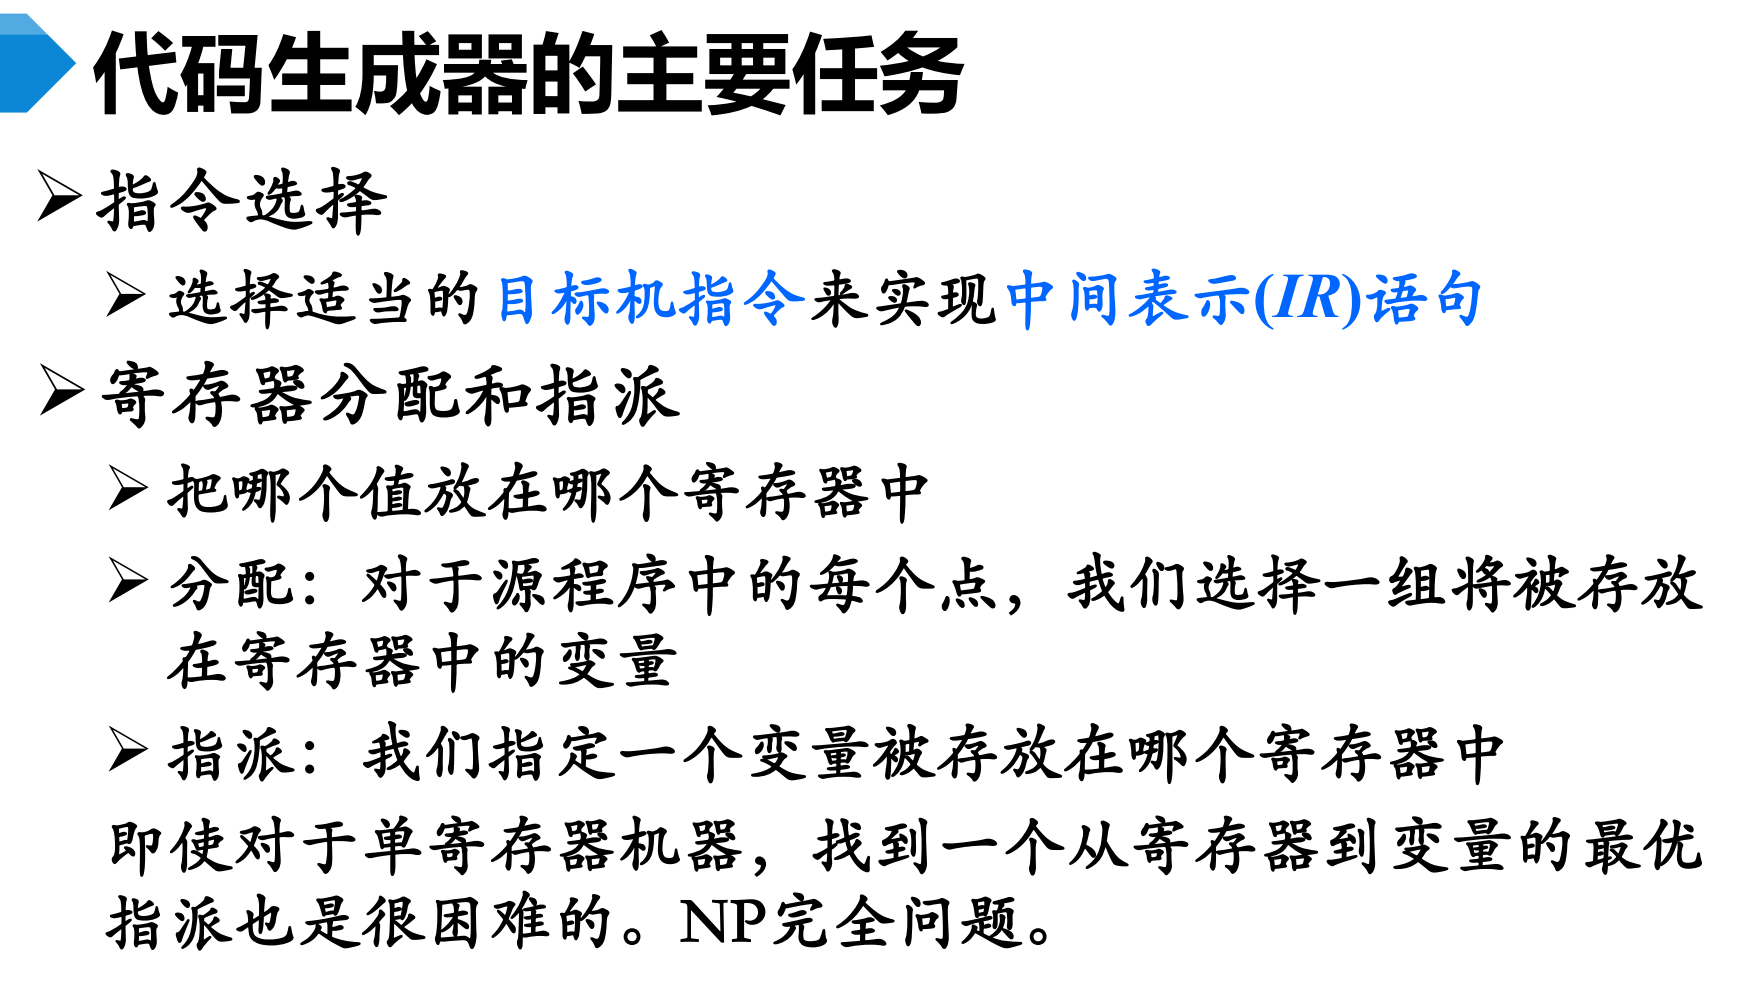 代码生成器的主要任务
指令选择
选择适当的目标机指令来实现中间表示(IR)语句
寄存器分配和指派
把哪个值放在哪个寄存器中
分配：对于源程序中的每个点，我们选择一组将被存放
在寄存器中的变量
指派：我们指定一个变量被存放在哪个寄存器中
即使对于单寄存器机器，找到一个从寄存器到变量的最优
指派也是很困难的。NP完全问题。